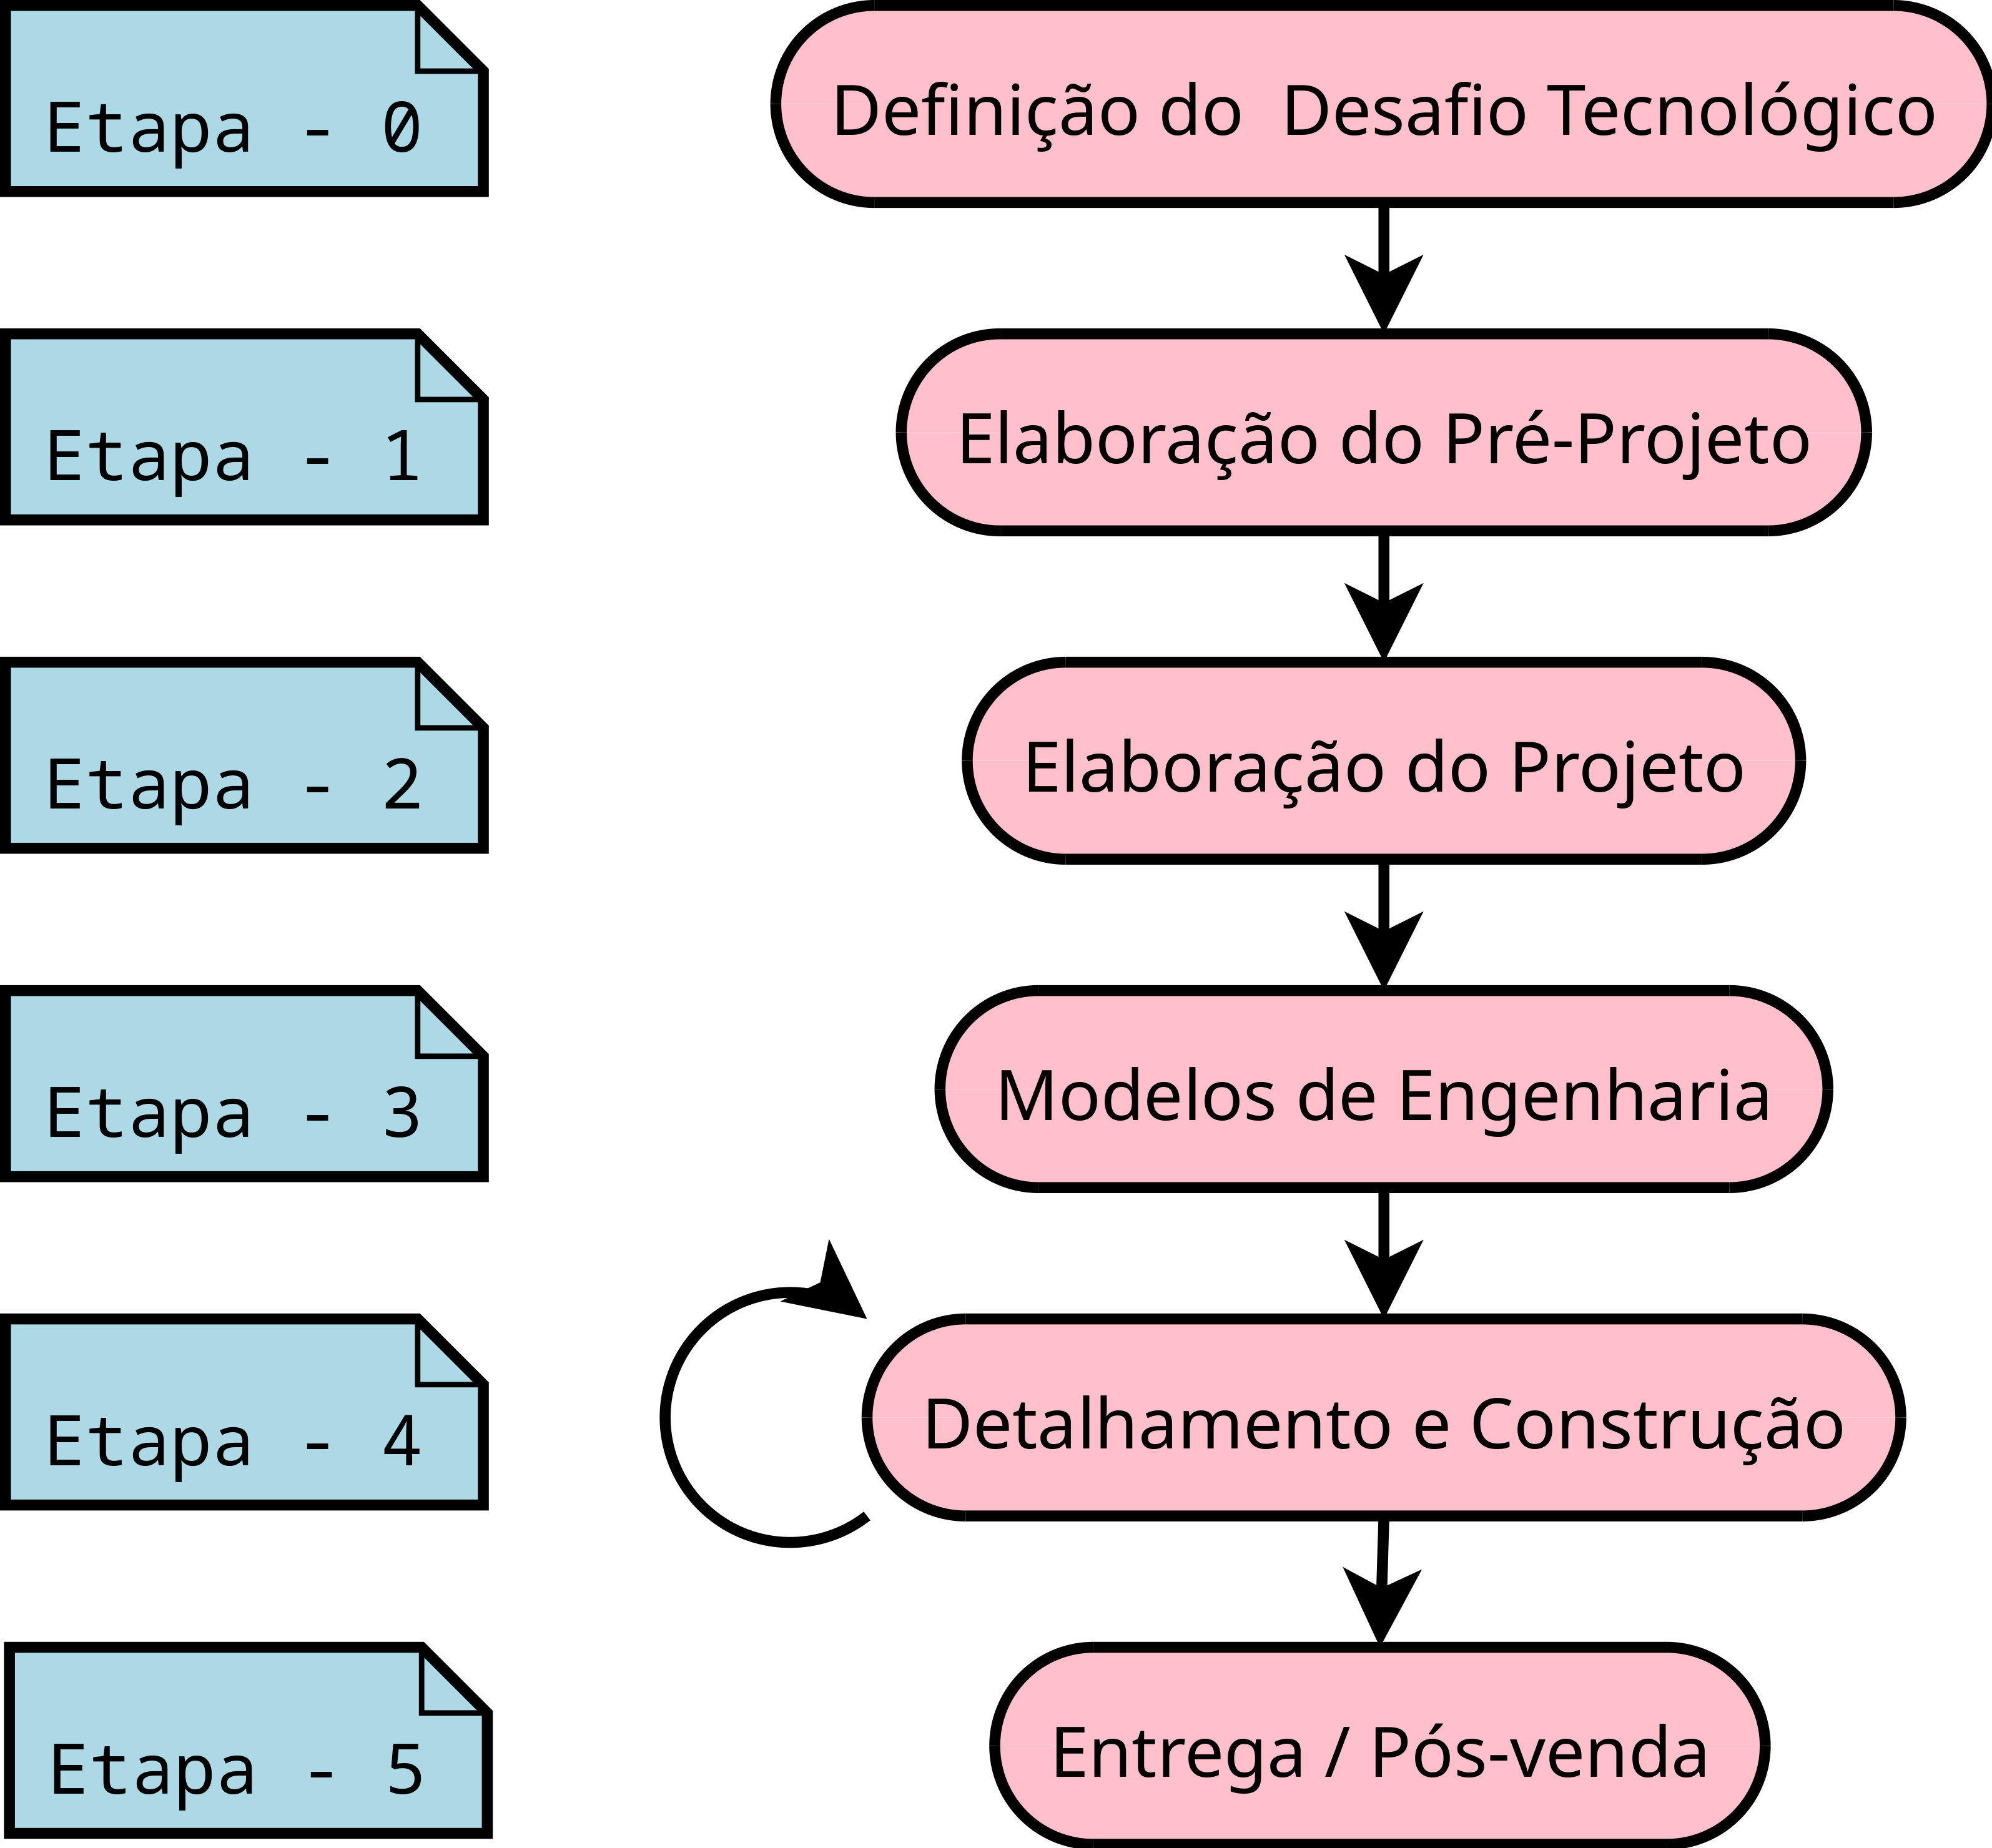 Etapa - 0
Definição do  Desafio Tecnológico
Etapa - 1
Elaboração do Pré-Projeto
Etapa - 2
Elaboração do Projeto
Etapa - 3
Modelos de Engenharia
Etapa - 4
Detalhamento e Construção
Etapa - 5
Entrega / Pós-venda